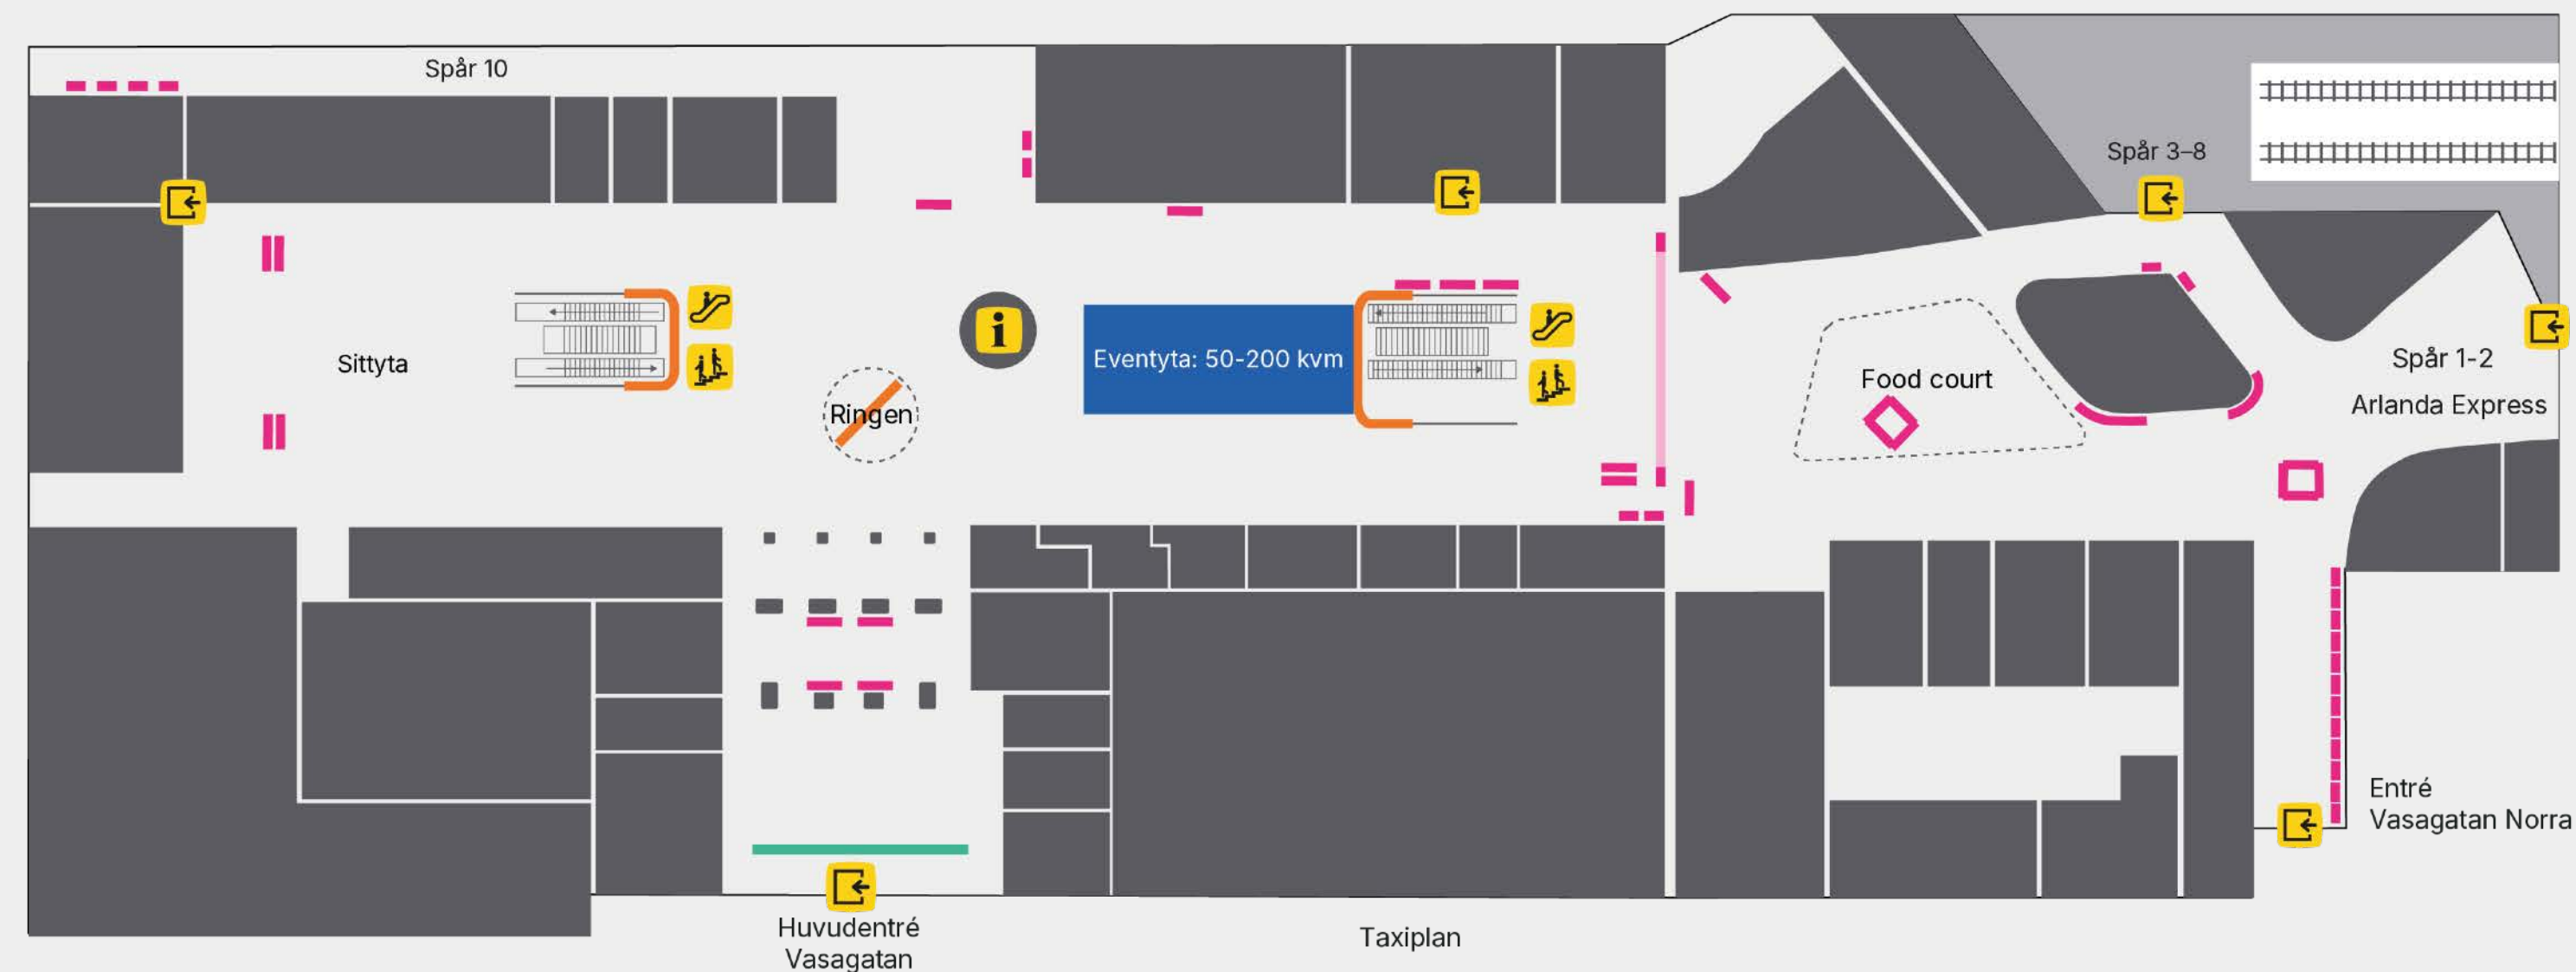 Spår 10
Spår 3–8
Sittyta
Ringen
Eventyta: 50-200 kvm
Food court
Spår 1-2
Arlanda Express
Entré
Vasagatan Norra
Huvudentré
Vasagatan
Taxiplan